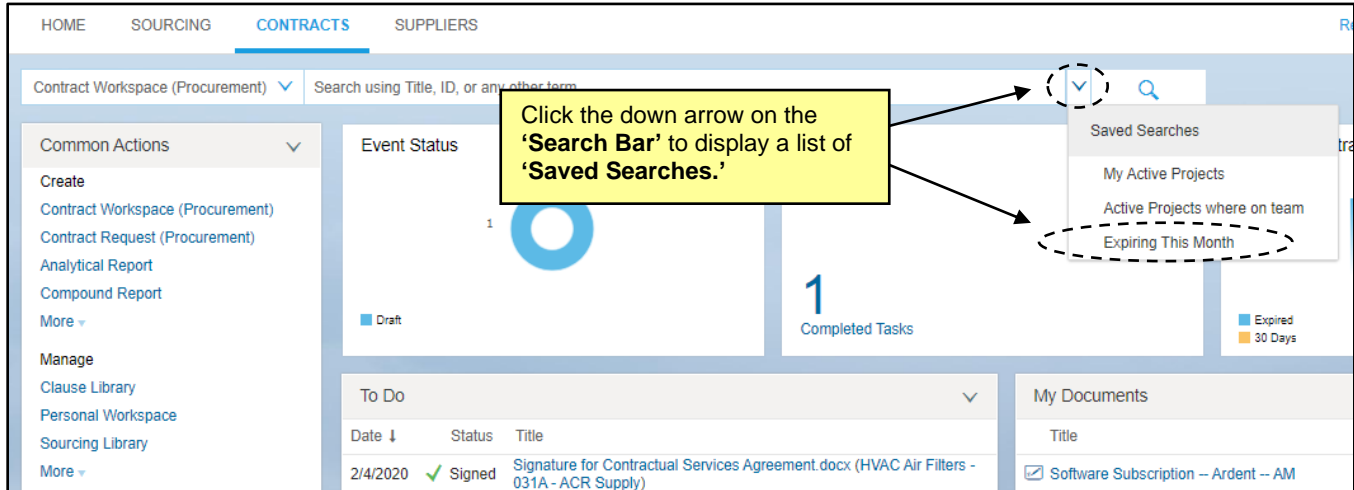 HOME SOURCING CONTRACTS SUPPLIERS
Contract Workspace (Procurement) Search using Title, ID, or any other term
Click the down arrow on the
‘Search Bar’ to display a list of
‘Saved Searches.’
Saved Searches
My Active Projects
Active Projects where on team
Expiring This Month
Common Actions
Create
Contract Workspace (Procurement)
Contract Request (Procurement)
Analytical Report
Compound Report
More
Manage
Clause Library
Personal Workspace
Sourcing Library
More
Event Status
1
Draft
1
Completed Tasks
Expired
30 Days
To Do
Date Status Title
2/4/2020 Signed Signature for Contractual Services Agreement.docx (HVAC Air Filters -
031A - ACR Supply)
My Documents
Title
Software Subscription -- Ardent -- AM